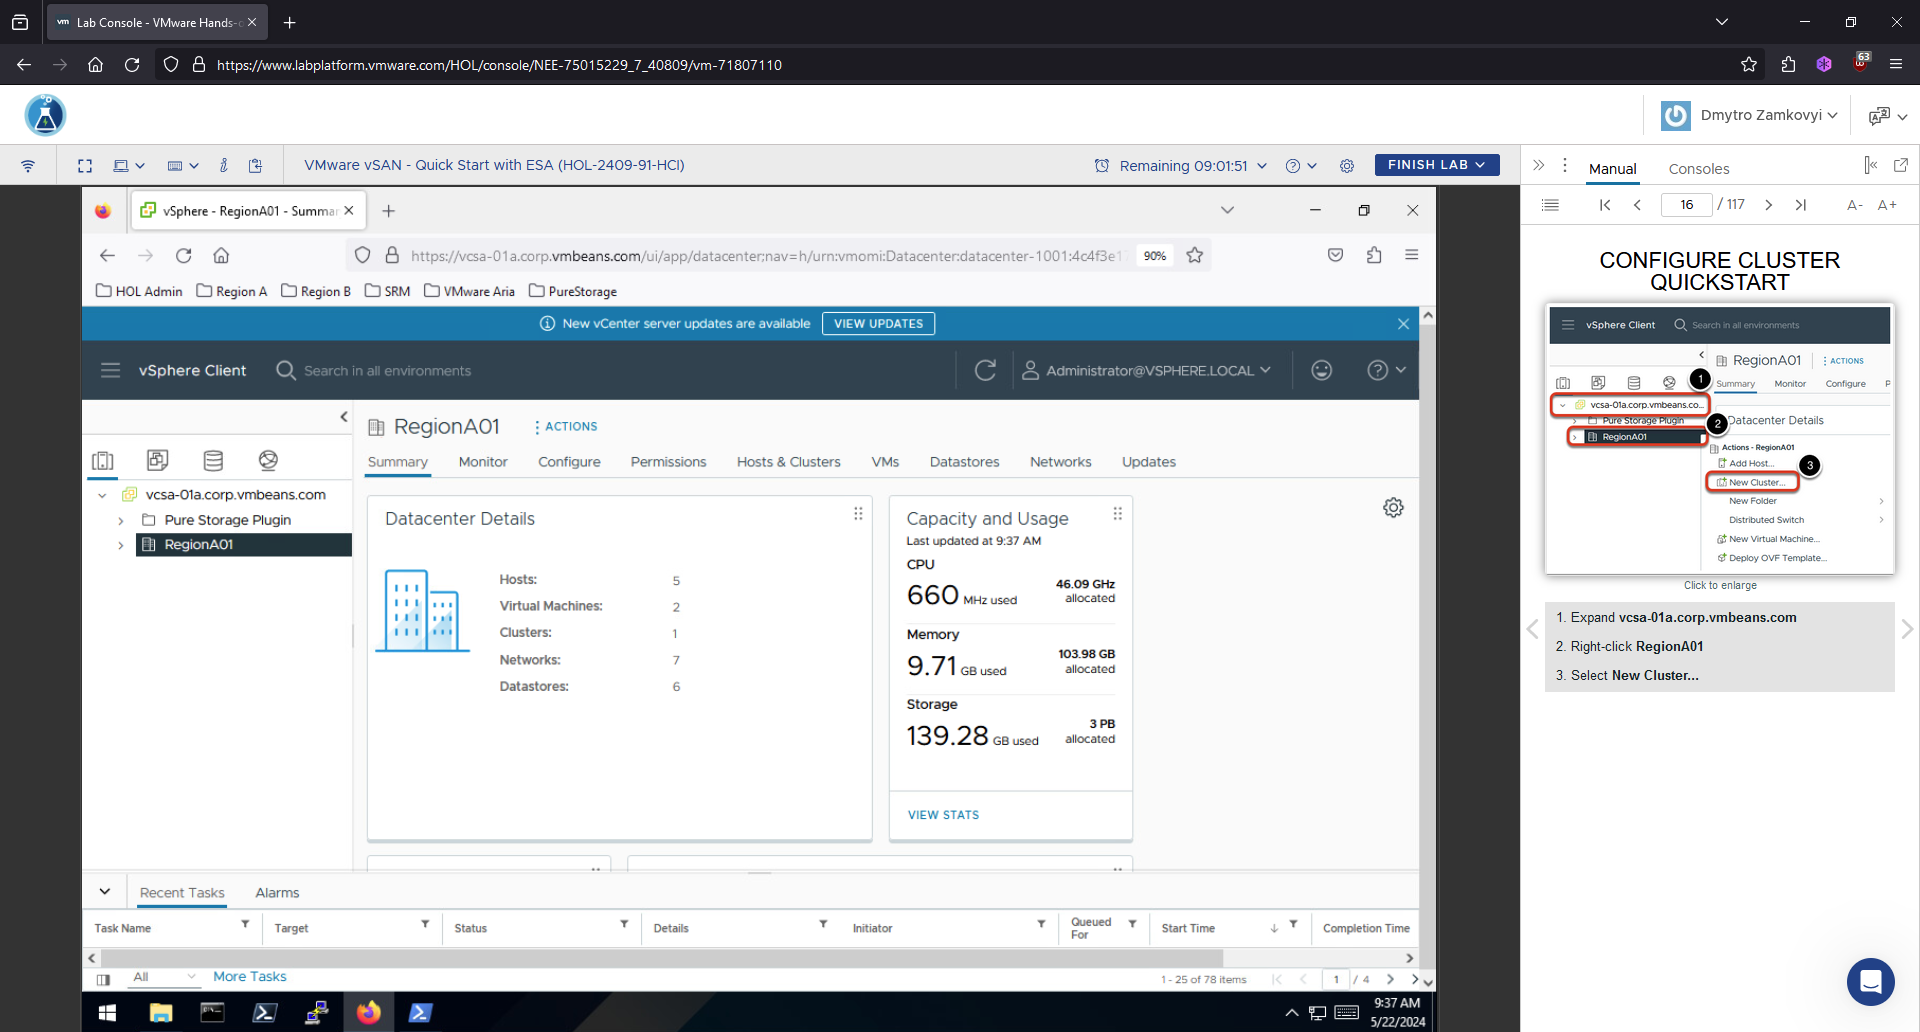 Lab Console - VMware Hands-o
https://www.labplatform.vmware.com/HOL/console/NEE-75015229_7_40809/vm-71807110
63
Dmytro Zamkovyi
VMware vSAN - Quick Start with ESA (HOL-2409-91-HCI)
Remaining 09:01:51
FINISH LAB
Manual
Consoles
16 / 117
A- A+
vSphere - RegionA01 - Summar
https://vcsa-01a.corp.vmbeans.com/ui/app/datacenter;nav=h/urn:vmomi:Datacenter:datacenter-1001:4c4f3e1
90%
HOL Admin Region A Region B SRM VMware Aria PureStorage
New vCenter server updates are available VIEW UPDATES
vSphere Client Search in all environments
Administrator@VSPHERE.LOCAL
RegionA01 ACTIONS
Summary Monitor Configure Permissions Hosts & Clusters VMs Datastores Networks Updates
vcsa-01a.corp.vmbeans.com
Pure Storage Plugin
RegionA01
Datacenter Details
Hosts: 5
Virtual Machines: 2
Clusters: 1
Networks: 7
Datastores: 6
Capacity and Usage
Last updated at 9:37 AM
CPU
660 MHz used
46.09 GHz
allocated
Memory
9.71 GB used
103.98 GB
allocated
Storage
139.28 GB used
3 PB
allocated
VIEW STATS
Recent Tasks Alarms
Task Name Target Status Details Initiator Queued For Start Time Completion Time
All More Tasks
1 - 25 of 78 items
1 / 4
9:37 AM
5/22/2024
CONFIGURE CLUSTER
QUICKSTART
vSphere Client Search in all environments
RegionA01 ACTIONS
1
Summary Monitor Configure P
vcsa-01a.corp.vmbeans.co...
Pure Storage Plugin
2
Datacenter Details
RegionA01
Actions - RegionA01
Add Host...
3
New Cluster...
New Folder
Distributed Switch
New Virtual Machine...
Deploy OVF Template...
Click to enlarge
1. Expand vcsa-01a.corp.vmbeans.com
2. Right-click RegionA01
3. Select New Cluster...